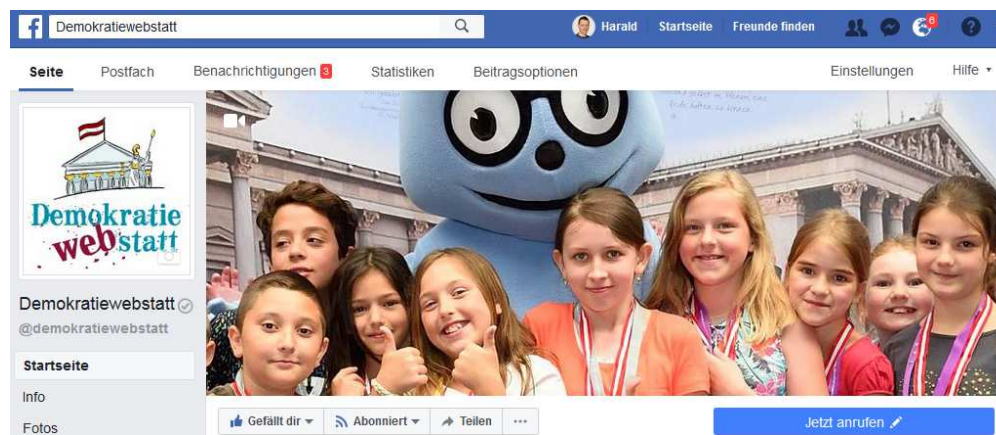 Demokratiewebstatt
Harald Startseite Freunde finden 6
Seite Postfach Benachrichtigungen 3 Statistiken Beitragsoptionen Einstellungen Hilfe
Demokratie
webstatt
Demokratiewebstatt
@demokratiewebstatt
Startseite
Info
Fotos
Gefällt dir Abonniert Teilen ...
Jetzt anrufen